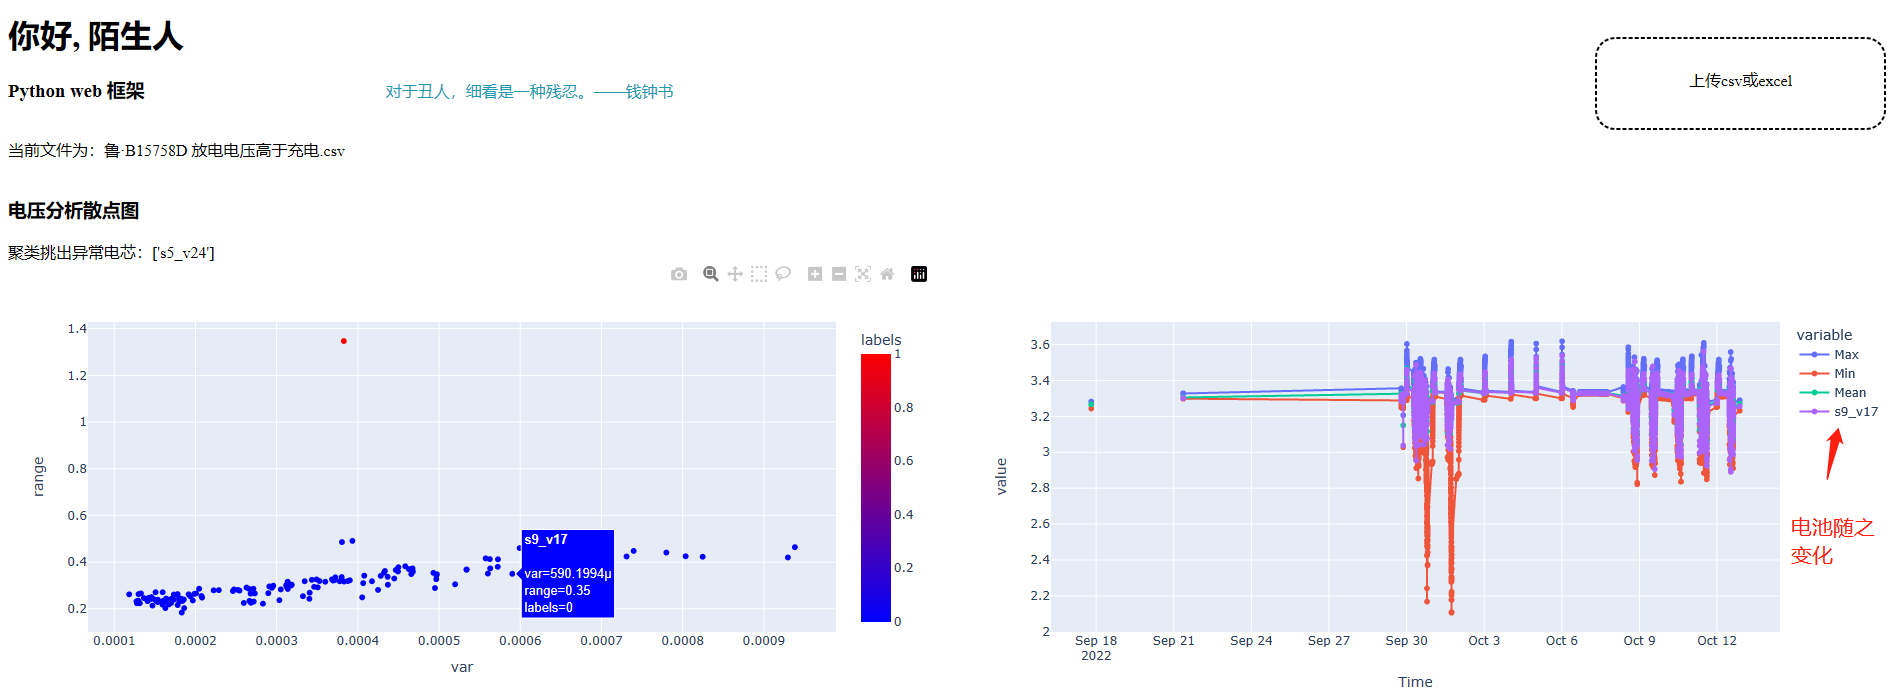 你好, 陌生人
Python web 框架
对于丑人，细看是一种残忍。——钱钟书
上传csv或excel
当前文件为：鲁·B15758D 放电电压高于充电.csv
电压分析散点图
聚类挑出异常电芯：['s5_v24']
1.4
1.2
1
0.8
0.6
0.4
0.2
range
0.0001
0.0002
0.0003
0.0004
0.0005
0.0006
0.0007
0.0008
0.0009
var
s9_v17
var=590.1994μ
range=0.35
labels=0
labels
1
0.8
0.6
0.4
0.2
0
3.6
3.4
3.2
3
2.8
2.6
2.4
2.2
2
value
Sep 18
2022
Sep 21
Sep 24
Sep 27
Sep 30
Oct 3
Oct 6
Oct 9
Oct 12
Time
variable
Max
Min
Mean
s9_v17
电池随之
变化